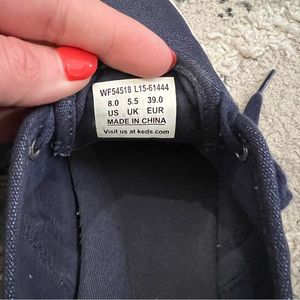 WF54518 L15-61444
8.0 5.5 39.0
US UK EUR
MADE IN CHINA
Visit us at keds.com